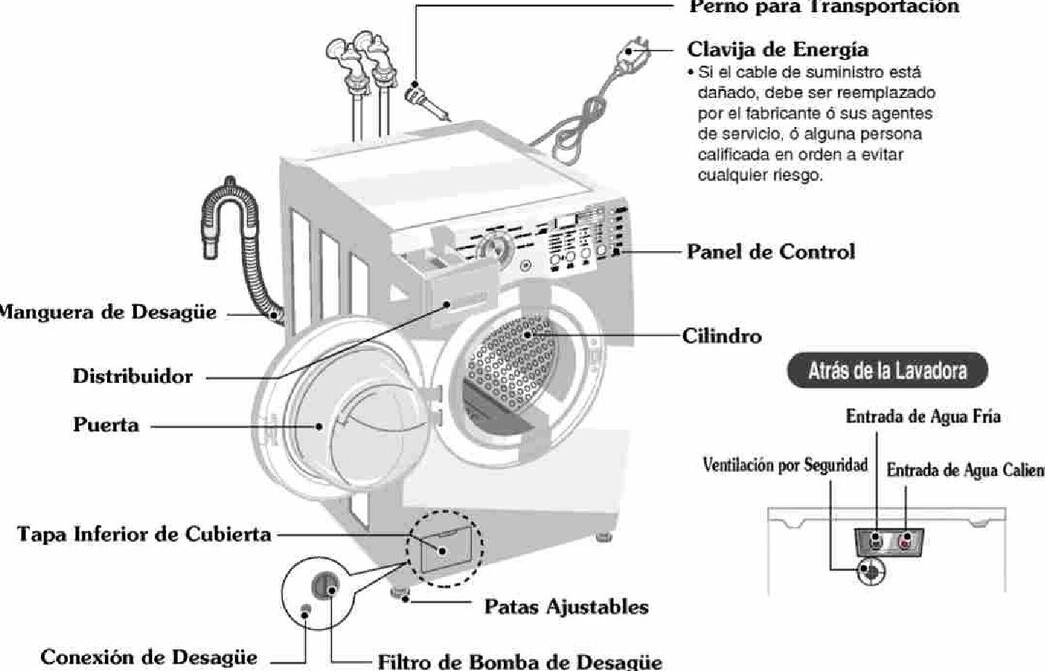 Perno para Transportación
Clavija de Energía
• Si el cable de suministro está
dañado, debe ser reemplazado
por el fabricante ó sus agentes
de servicio, ó alguna persona
calificada en orden a evitar
cualquier riesgo.
Panel de Control
Manguera de Desagüe
Cilindro
Distribuidor
Puerta
Atrás de la Lavadora
Entrada de Agua Fría
Ventilación por Seguridad
Entrada de Agua Calien
Tapa Inferior de Cubierta
Patas Ajustables
Conexión de Desagüe
Filtro de Bomba de Desagüe